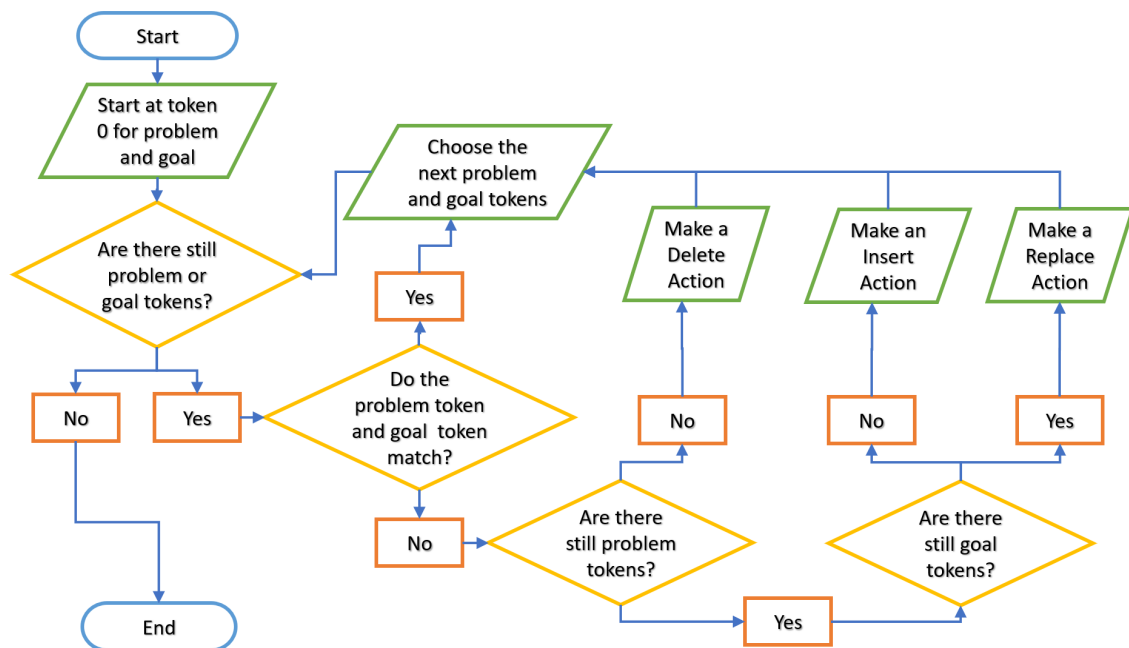 Start
Start at token
0 for problem
and goal
Choose the
next problem
and goal tokens
Are there still
problem or
goal tokens?
Make a
Delete
Action
Make an
Insert
Action
Make a
Replace
Action
Yes
Do the
problem token
and goal token
match?
No
Yes
No
No
Yes
No
Are there
still problem
tokens?
Are there
still goal
tokens?
Yes
End